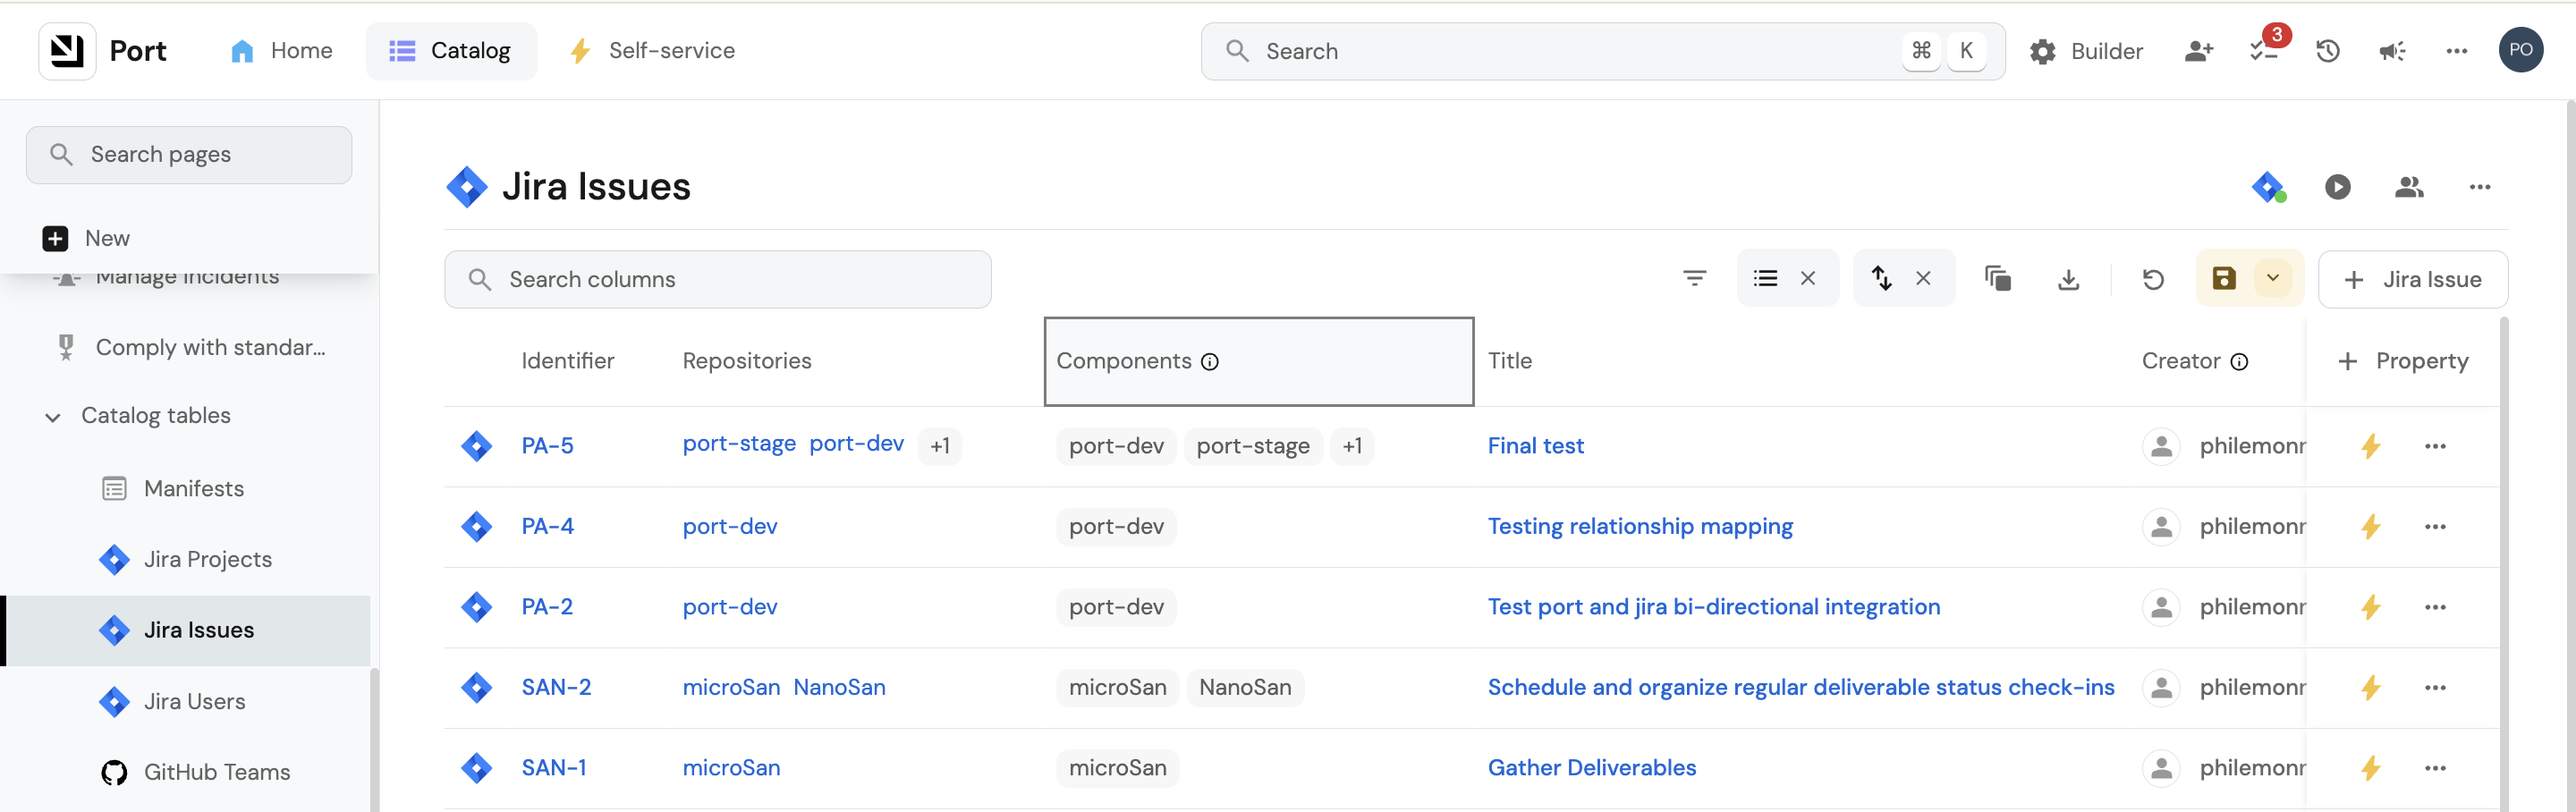 Port
Home
Catalog
Self-service
Search
⌘ K
Builder
3
PO
Search pages
New
Manage incidents
Comply with standar...
Catalog tables
Manifests
Jira Projects
Jira Issues
Jira Users
GitHub Teams
Jira Issues
Search columns
+ Jira Issue
Identifier Repositories Components Title Creator + Property
PA-5 port-stage port-dev +1 port-dev port-stage +1 Final test philemonr
PA-4 port-dev port-dev Testing relationship mapping philemonr
PA-2 port-dev port-dev Test port and jira bi-directional integration philemonr
SAN-2 microSan NanoSan microSan NanoSan Schedule and organize regular deliverable status check-ins philemonr
SAN-1 microSan microSan Gather Deliverables philemonr